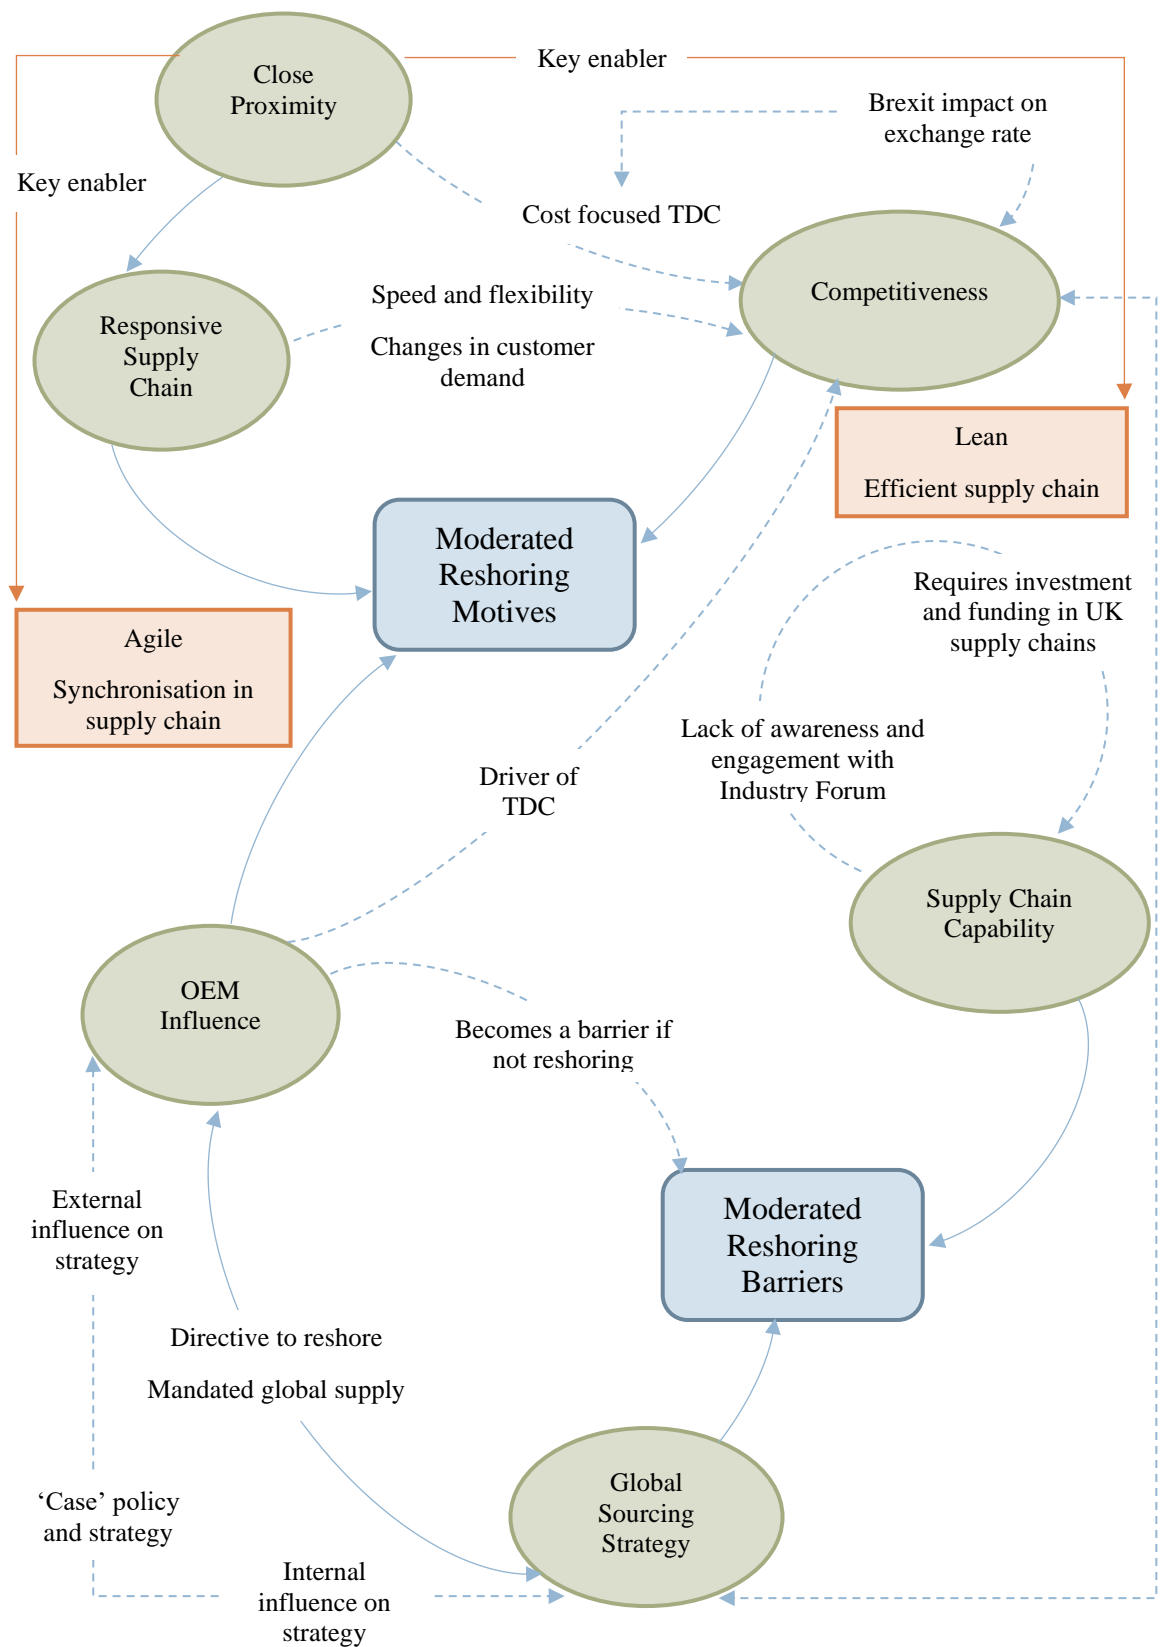 Key enabler
Close
Proximity
Brexit impact on
exchange rate
Key enabler
Cost focused TDC
Competitiveness
Speed and flexibility
Responsive
Supply
Chain
Changes in customer
demand
Lean
Efficient supply chain
Moderated
Reshoring
Motives
Requires investment
and funding in UK
supply chains
Agile
Synchronisation in
supply chain
Lack of awareness and
engagement with
Industry Forum
Driver of
TDC
Supply Chain
Capability
OEM
Influence
Becomes a barrier if
not reshoring
External
influence on
strategy
Moderated
Reshoring
Barriers
Directive to reshore
Mandated global supply
Global
Sourcing
Strategy
‘Case’ policy
and strategy
Internal
influence on
strategy